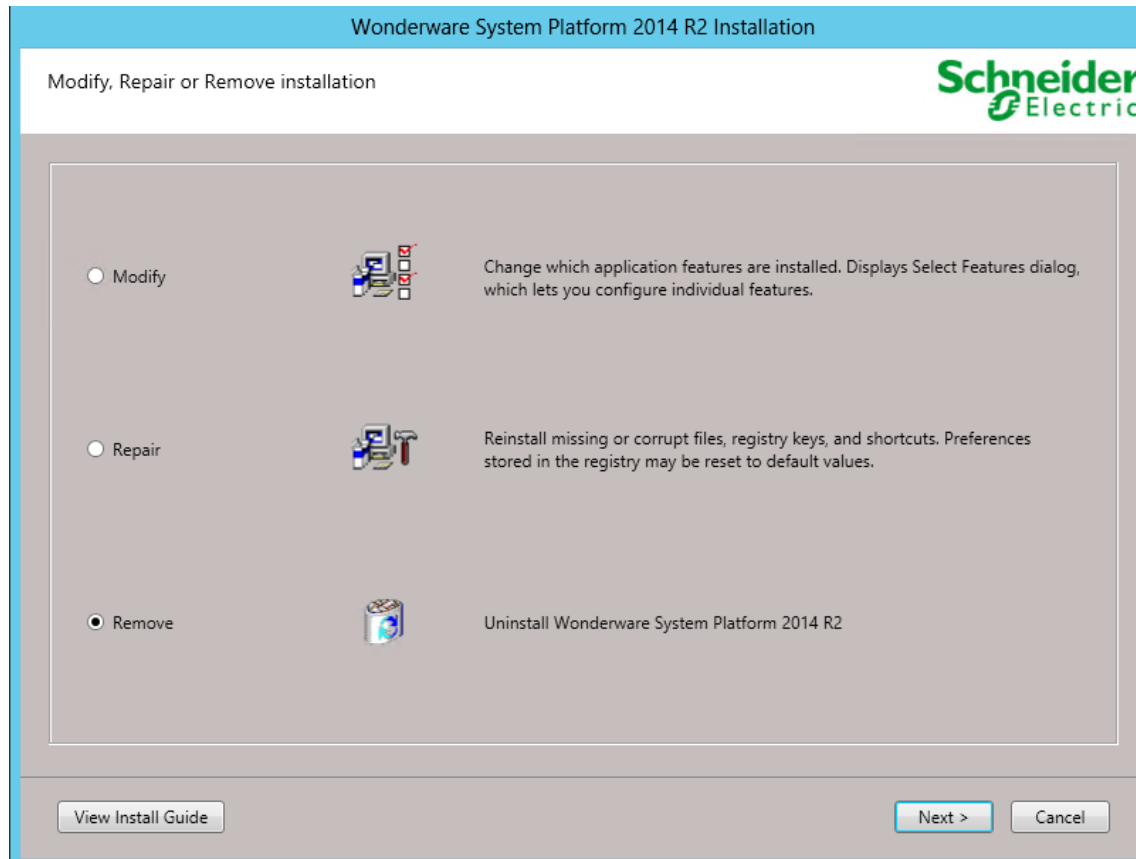 Wonderware System Platform 2014 R2 Installation
Modify, Repair or Remove installation
Schneider
Electric
Modify
Change which application features are installed. Displays Select Features dialog,
which lets you configure individual features.
Repair
Reinstall missing or corrupt files, registry keys, and shortcuts. Preferences
stored in the registry may be reset to default values.
Remove
Uninstall Wonderware System Platform 2014 R2
View Install Guide
Next >
Cancel